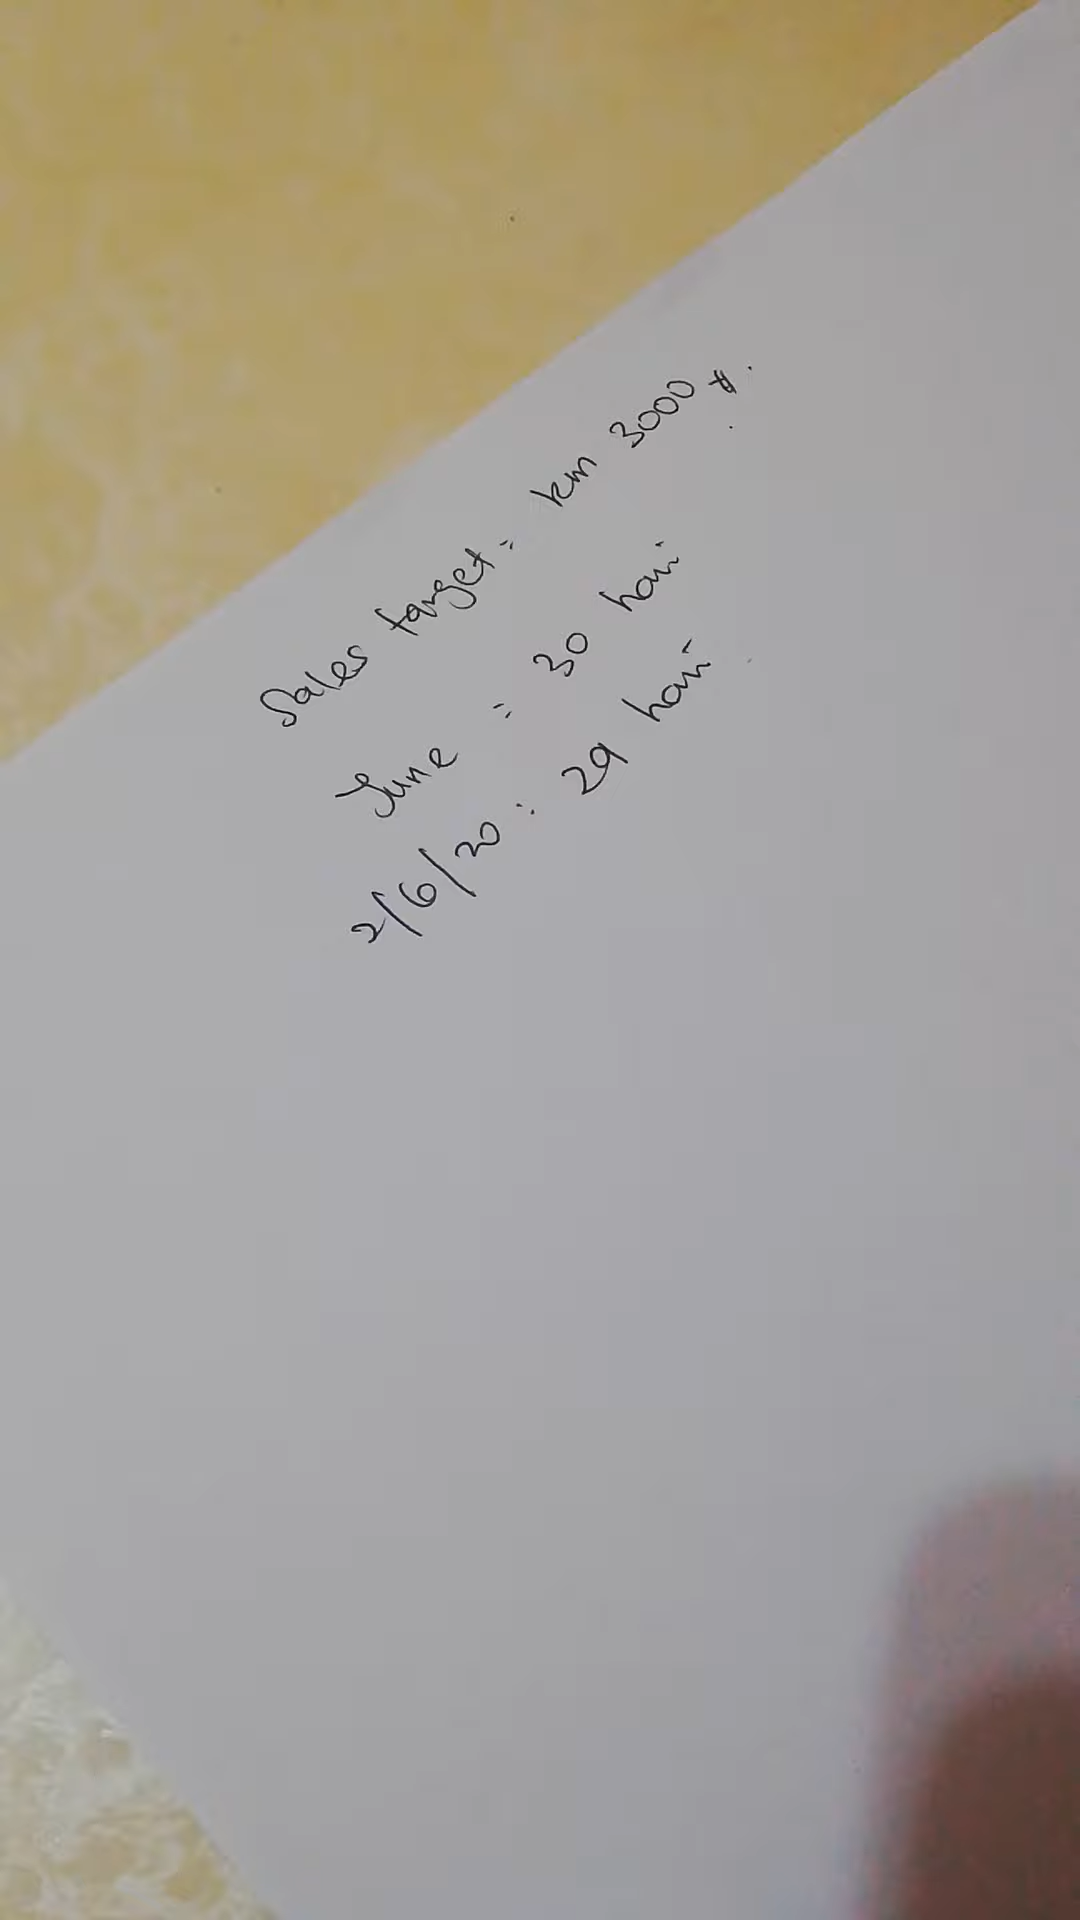 Sales target = RM 3000 #.
June = 30 hari
2/6/20 : 29 hari